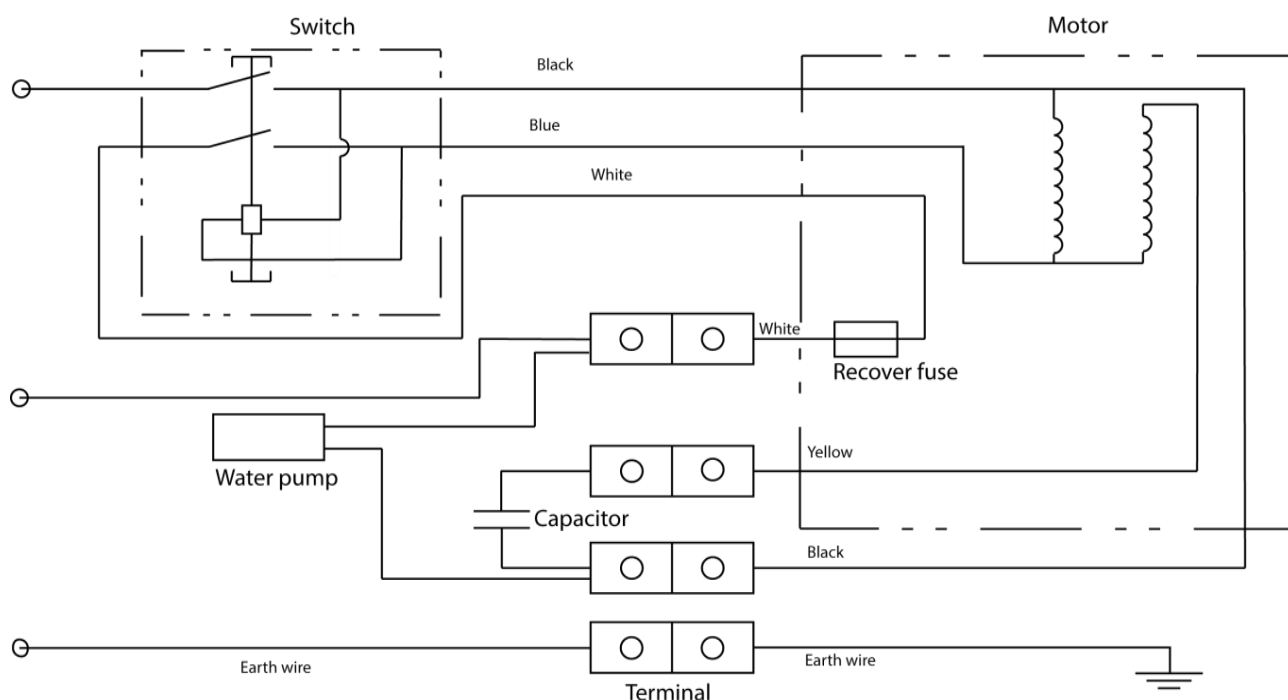 Switch
Motor
Black
Blue
White
White
Recover fuse
Water pump
Yellow
Capacitor
Black
Earth wire
Earth wire
Terminal